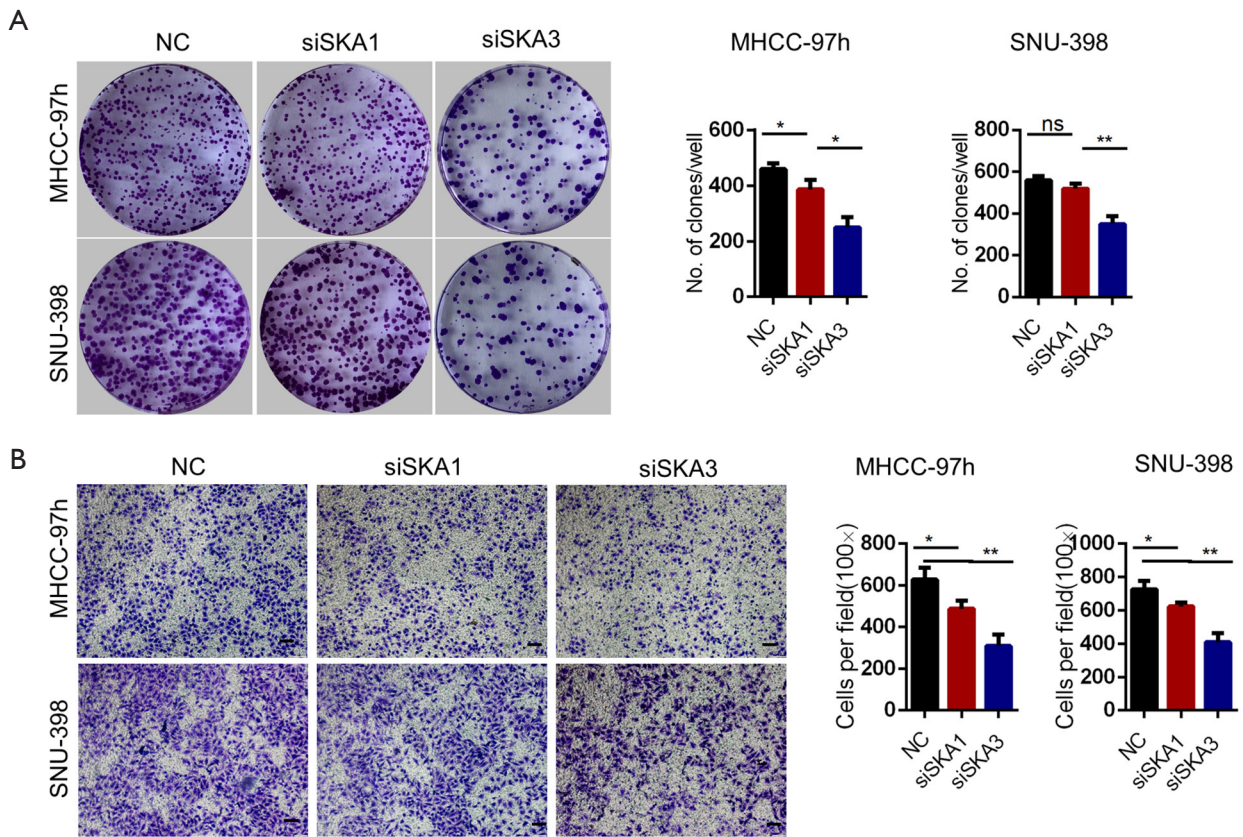 A
NC siSKA1 siSKA3
MHCC-97h
SNU-398
MHCC-97h
No. of clones/well
600
400
200
0
* *
NC siSKA1 siSKA3
SNU-398
No. of clones/well
800
600
400
200
0
ns **
NC siSKA1 siSKA3
B
NC siSKA1 siSKA3
MHCC-97h
SNU-398
MHCC-97h
Cells per field(100×)
800
600
400
200
0
* **
NC siSKA1 siSKA3
SNU-398
Cells per field(100×)
1000
800
600
400
200
0
* **
NC siSKA1 siSKA3